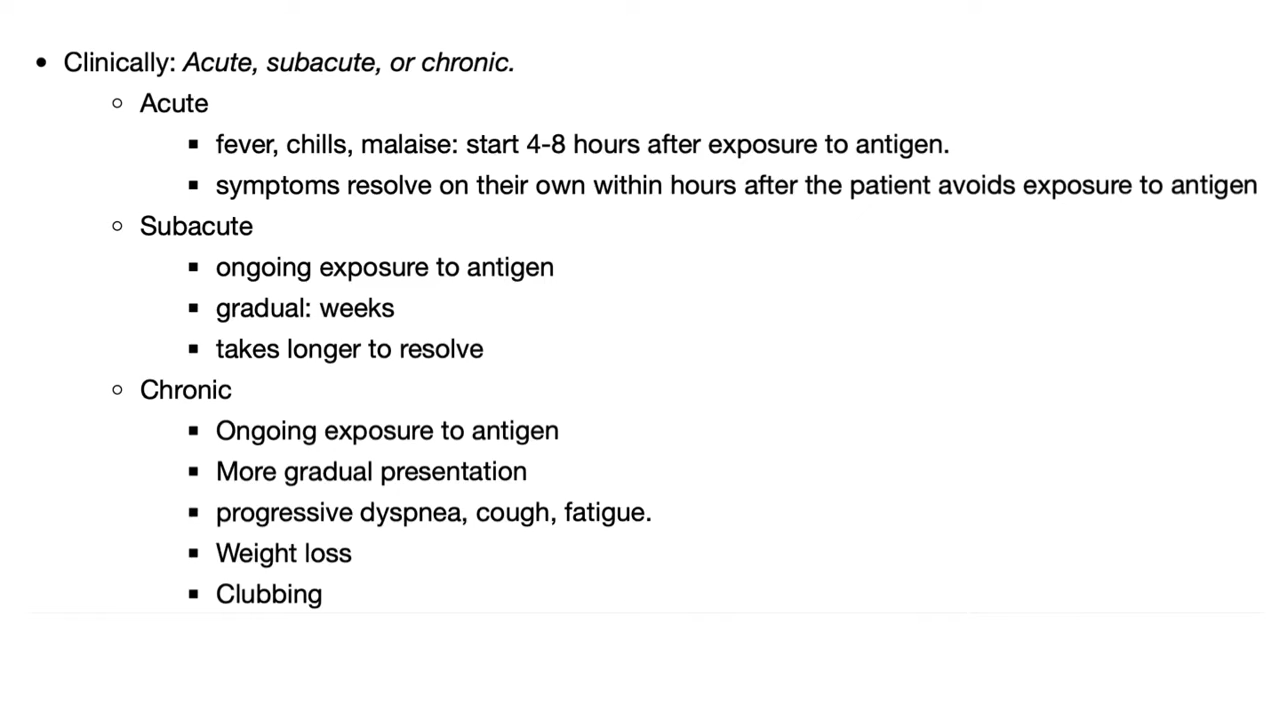 • Clinically: Acute, subacute, or chronic.
◦ Acute
▪ fever, chills, malaise: start 4-8 hours after exposure to antigen.
▪ symptoms resolve on their own within hours after the patient avoids exposure to antigen
◦ Subacute
▪ ongoing exposure to antigen
▪ gradual: weeks
▪ takes longer to resolve
◦ Chronic
▪ Ongoing exposure to antigen
▪ More gradual presentation
▪ progressive dyspnea, cough, fatigue.
▪ Weight loss
▪ Clubbing